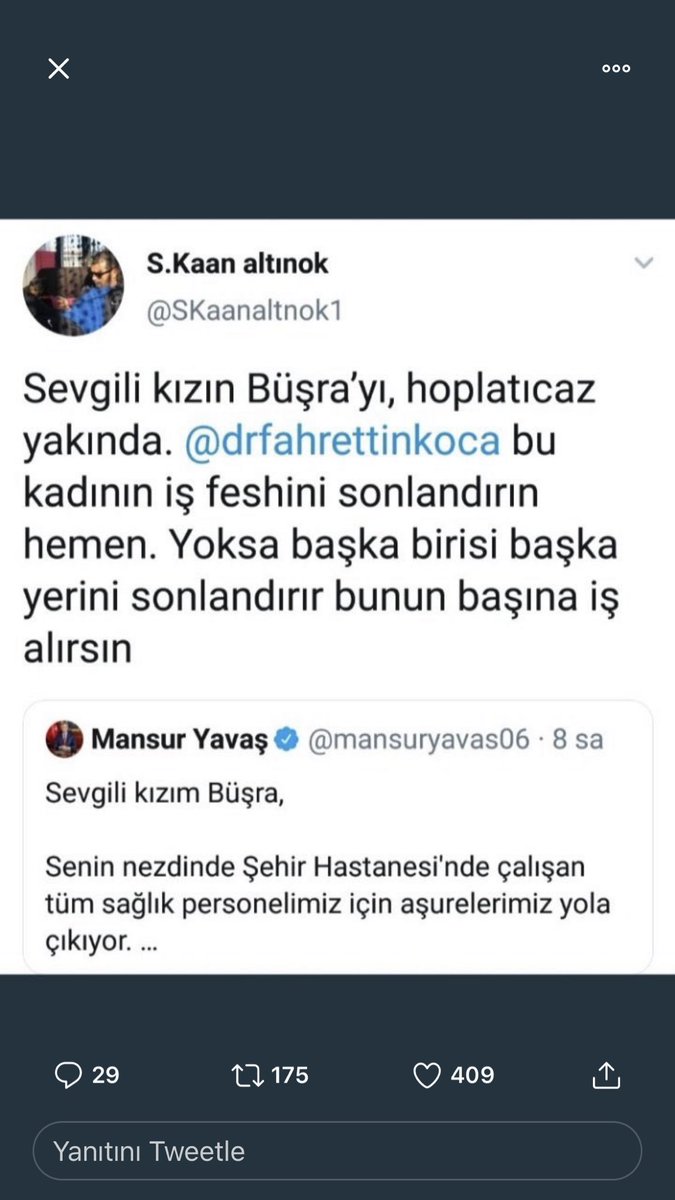 S.Kaan altınok
@SKaanaltnok1
Sevgili kızın Büşra’yı, hoplatıcaz
yakında. @drfahrettinkoca bu
kadının iş feshini sonlandırın
hemen. Yoksa başka birisi başka
yerini sonlandırır bunun başına iş
alırsın
Mansur Yavaş @mansuryavas06 · 8 sa
Sevgili kızım Büşra,
Senin nezdinde Şehir Hastanesi'nde çalışan
tüm sağlık personelimiz için aşurelerimiz yola
çıkıyor. ...
29 175 409
Yanıtını Tweetle